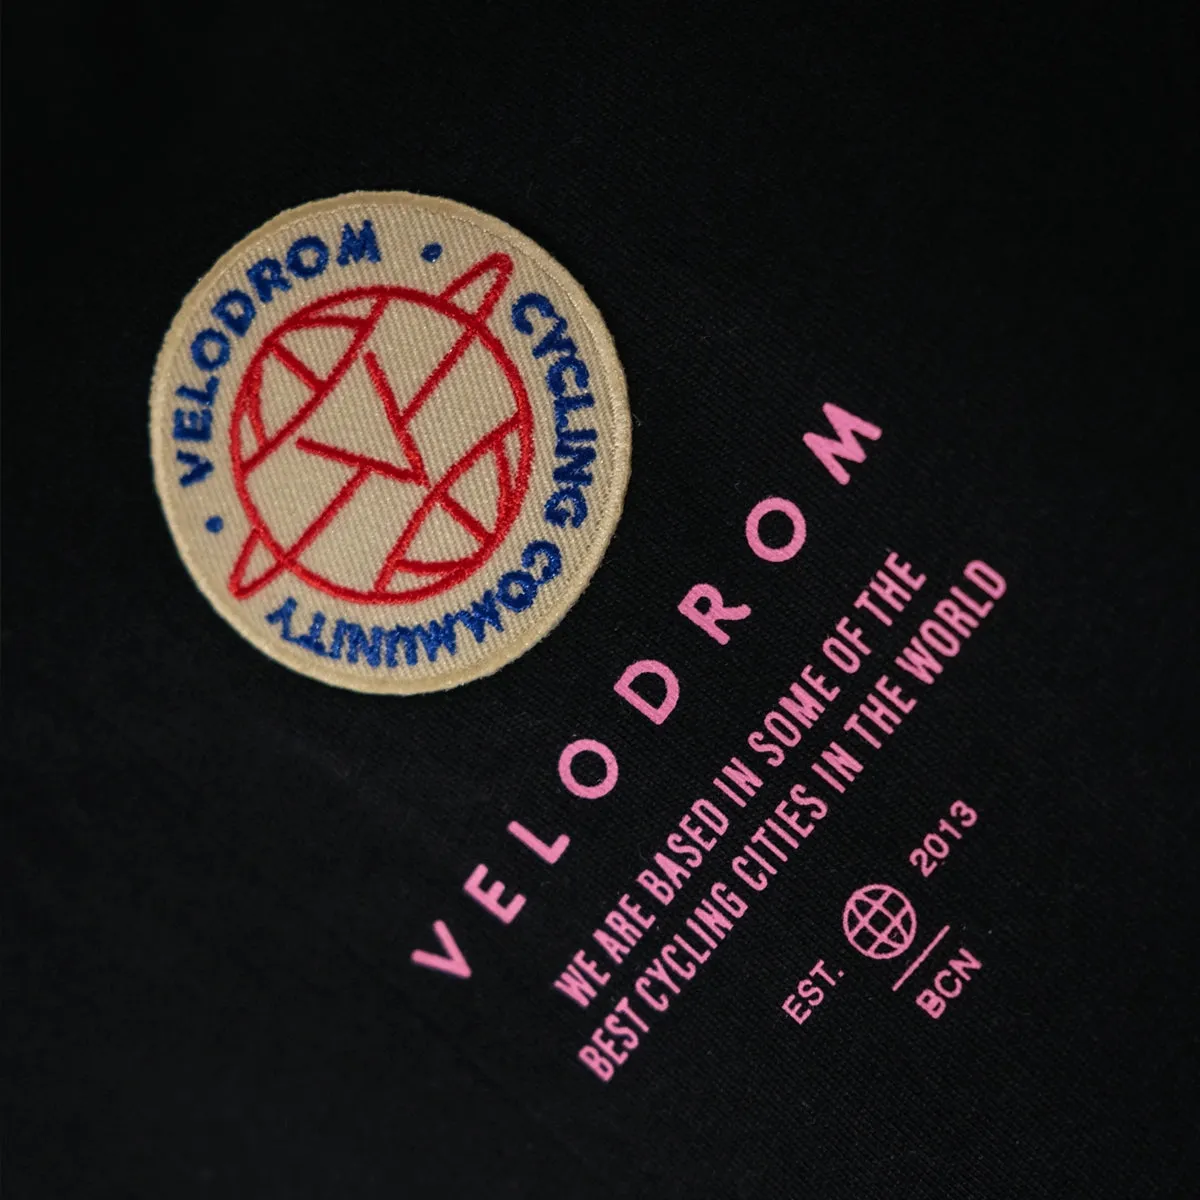 VELODROM • CYCLING COMMUNITY •
VELODROM
WE ARE BASED IN SOME OF THE
BEST CYCLING CITIES IN THE WORLD
EST. 2013
BCN